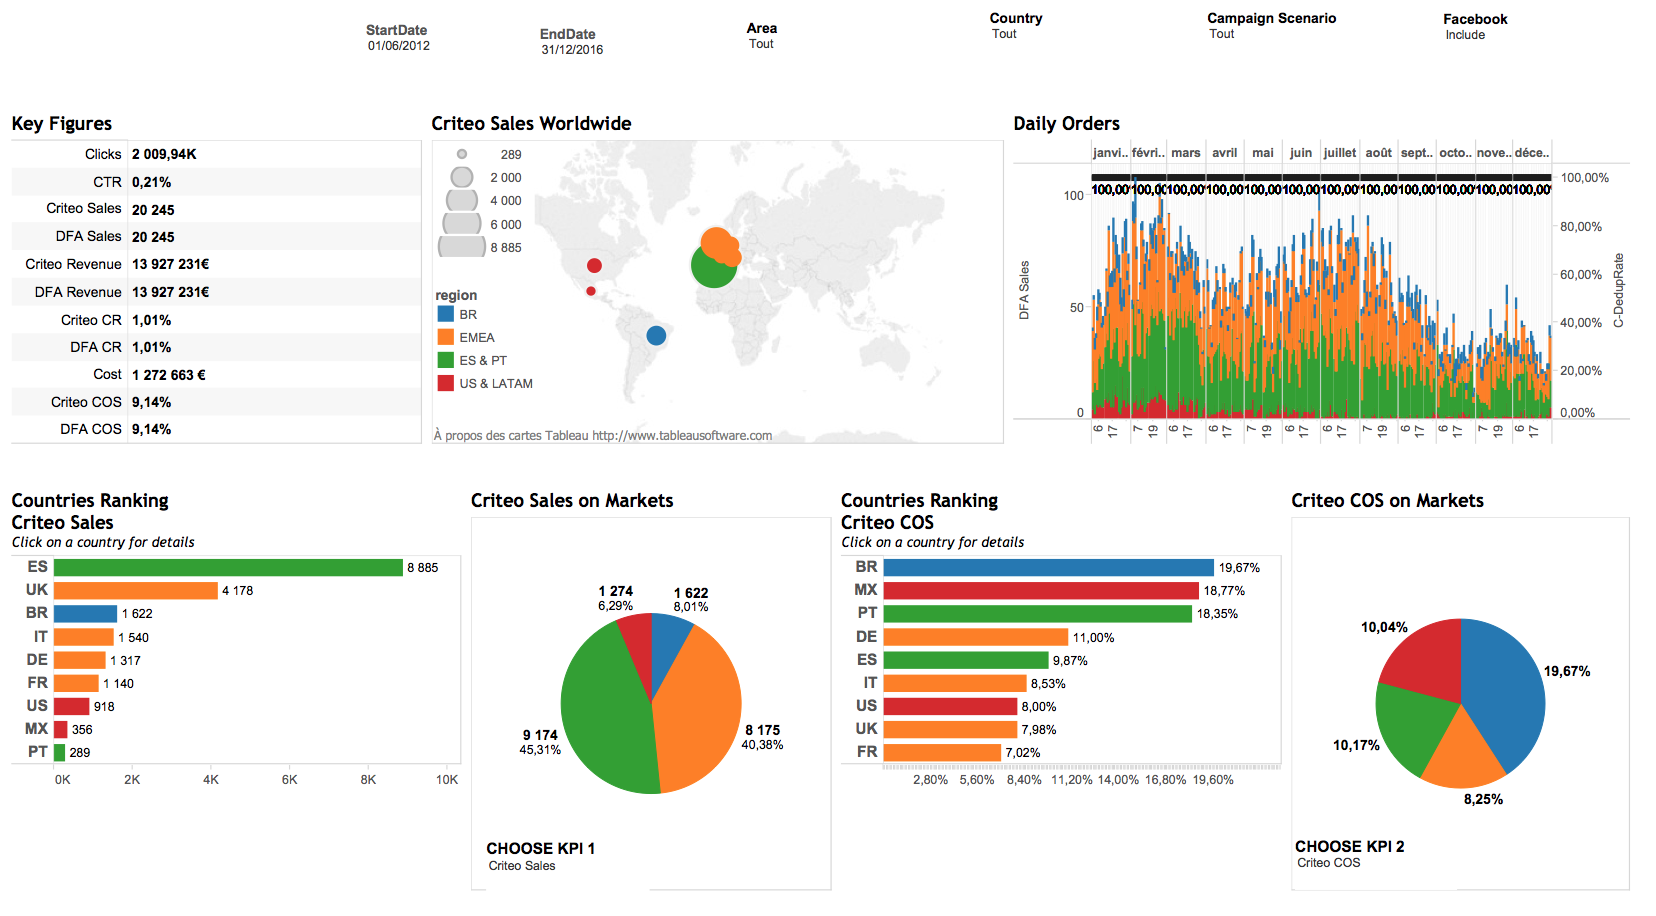 StartDate
01/06/2012
EndDate
31/12/2016
Area
Tout
Country
Tout
Campaign Scenario
Tout
Facebook
Include
Key Figures
Clicks 2 009,94K
CTR 0,21%
Criteo Sales 20 245
DFA Sales 20 245
Criteo Revenue 13 927 231€
DFA Revenue 13 927 231€
Criteo CR 1,01%
DFA CR 1,01%
Cost 1 272 663 €
Criteo COS 9,14%
DFA COS 9,14%
Criteo Sales Worldwide
289
2 000
4 000
6 000
8 885
region
BR
EMEA
ES & PT
US & LATAM
À propos des cartes Tableau http://www.tableausoftware.com
Daily Orders
janvi.. févri.. mars avril mai juin juillet août sept.. octo.. nove.. déce..
100,00 100,00 100,00 100,00 100,00 100,00 100,00 100,00 100,00 100,00 100,00 100,00
100
50
0
DFA Sales
100,00%
80,00%
60,00%
40,00%
20,00%
0,00%
C-DedupRate
6 17 7 19 6 17 6 17 7 19 6 17 6 17 7 19 6 17 6 17 7 19 6 17
Countries Ranking
Criteo Sales
Click on a country for details
ES 8 885
UK 4 178
BR 1 622
IT 1 540
DE 1 317
FR 1 140
US 918
MX 356
PT 289
0K 2K 4K 6K 8K 10K
Criteo Sales on Markets
1 274
6,29%
1 622
8,01%
9 174
45,31%
8 175
40,38%
CHOOSE KPI 1
Criteo Sales
Countries Ranking
Criteo COS
Click on a country for details
BR 19,67%
MX 18,77%
PT 18,35%
DE 11,00%
ES 9,87%
IT 8,53%
US 8,00%
UK 7,98%
FR 7,02%
2,80% 5,60% 8,40% 11,20% 14,00% 16,80% 19,60%
Criteo COS on Markets
10,04%
19,67%
10,17%
8,25%
CHOOSE KPI 2
Criteo COS